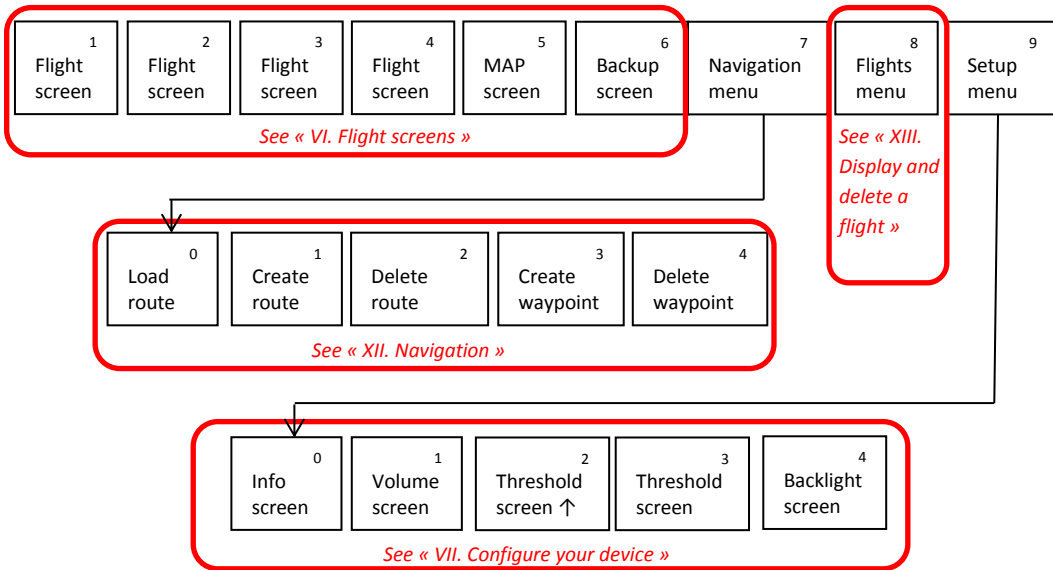 1
Flight
screen
2
Flight
screen
3
Flight
screen
4
Flight
screen
5
MAP
screen
6
Backup
screen
7
Navigation
menu
8
Flights
menu
9
Setup
menu
See « VI. Flight screens »
See « XIII.
Display and
delete a
flight »
0
Load
route
1
Create
route
2
Delete
route
3
Create
waypoint
4
Delete
waypoint
See « XII. Navigation »
0
Info
screen
1
Volume
screen
2
Threshold
screen ↑
3
Threshold
screen
4
Backlight
screen
See « VII. Configure your device »